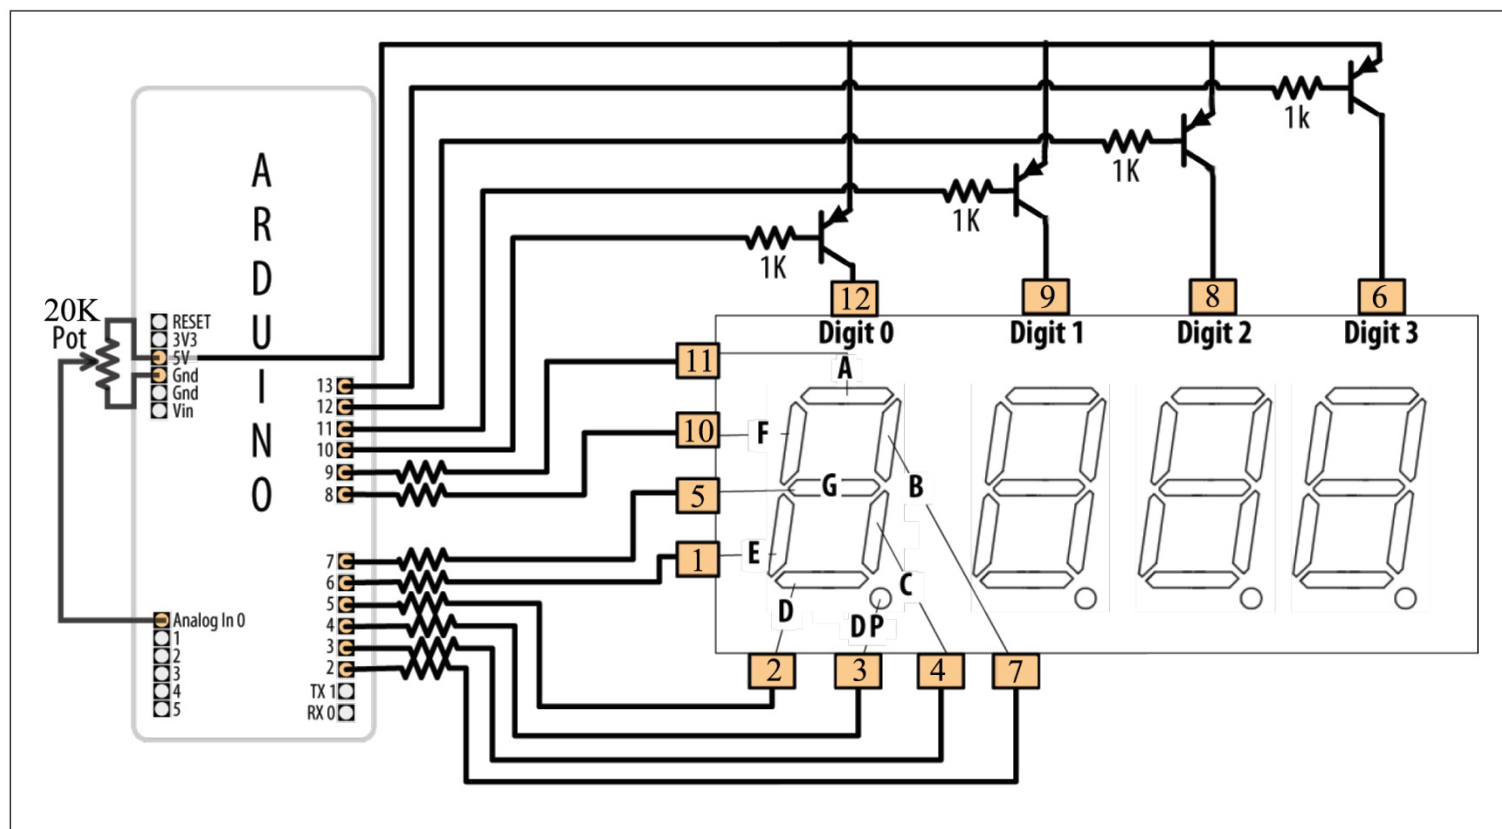 1k
1K
1K
1K
ARDUINO
20K
Pot
RESET
3V3
5V
Gnd
Gnd
Vin
13
12
11
10
9
8
7
6
5
4
3
2
TX 1
RX 0
Analog In 0
1
2
3
4
5
12 9 8 6
Digit 0 Digit 1 Digit 2 Digit 3
11
A
10 F
5 G B
1 E
C
D
DP
2 3 4 7